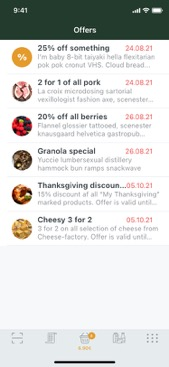 9:41
Offers
%
25% off something 24.08.21
I'm baby 8-bit taiyaki hella flexitarian
pok pok cronut VHS. Cloud bread...
2 for 1 of all pork 24.08.21
La croix microdosing sartorial
vexillologist fashion axe, scenester...
20% off all berries 26.08.21
Flannel glossier tattooed, scenester
knausgaard helvetica gastropub...
Granola special 26.08.21
Yuccie lumbersexual distillery
hammock bun ramps snackwave
Thanksgiving discoun... 05.10.21
15% discount af all "My Thanksgiving"
marked products. Offer is valid until...
Cheesy 3 for 2 05.10.21
3 for 2 on all selection of cheese from
Cheese-factory. Offer is valid until...